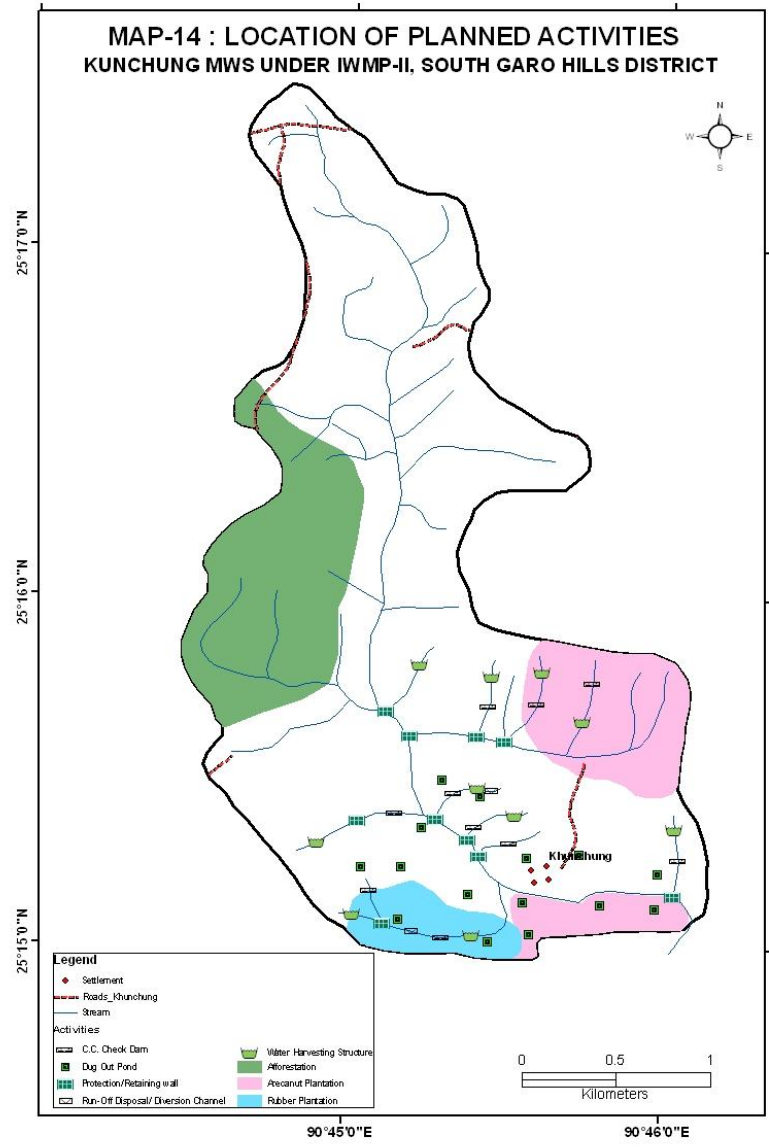 MAP-14 : LOCATION OF PLANNED ACTIVITIES
KUNCHUNG MWS UNDER IWMP-II, SOUTH GARO HILLS DISTRICT
N
W E
S
25°17'0"N
25°16'0"N
25°15'0"N
Khunchung
Legend
Settlement
Roads_Khunchung
Stream
Activities
C.C. Check Dam
Dug Out Pond
Protection/Retaining wall
Run-Off Disposal/ Diversion Channel
Water Harvesting Structure
Afforestation
Arecanut Plantation
Rubber Plantation
0 0.5 1
Kilometers
90°45'0"E 90°46'0"E